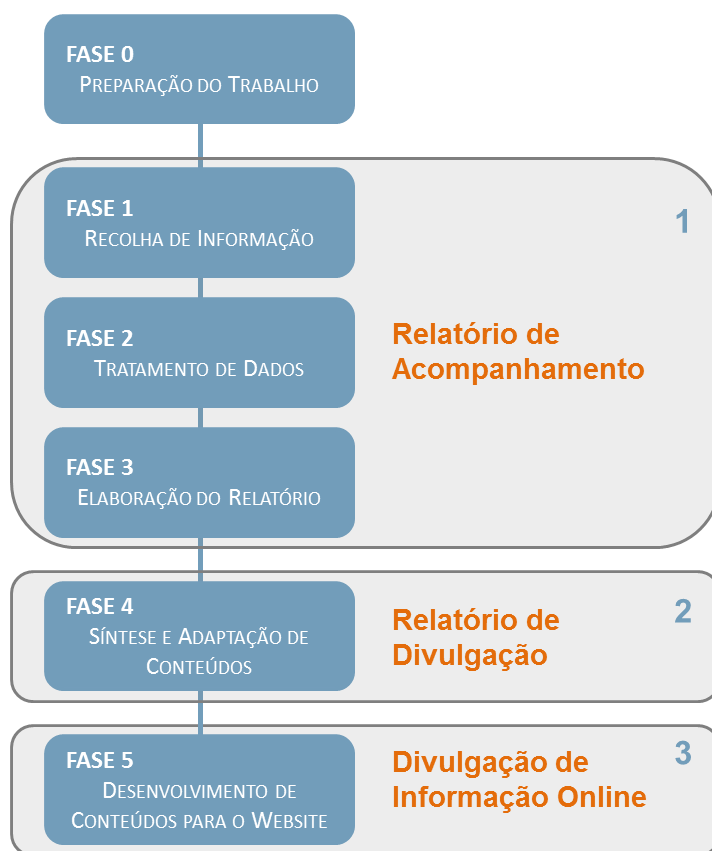 FASE 0
PREPARAÇÃO DO TRABALHO
FASE 1
RECOLHA DE INFORMAÇÃO
1
FASE 2
TRATAMENTO DE DADOS
Relatório de
Acompanhamento
FASE 3
ELABORAÇÃO DO RELATÓRIO
FASE 4
SÍNTESE E ADAPTAÇÃO DE
CONTEÚDOS
Relatório de
Divulgação
2
FASE 5
DESENVOLVIMENTO DE
CONTEÚDOS PARA O WEBSITE
Divulgação de
Informação Online
3